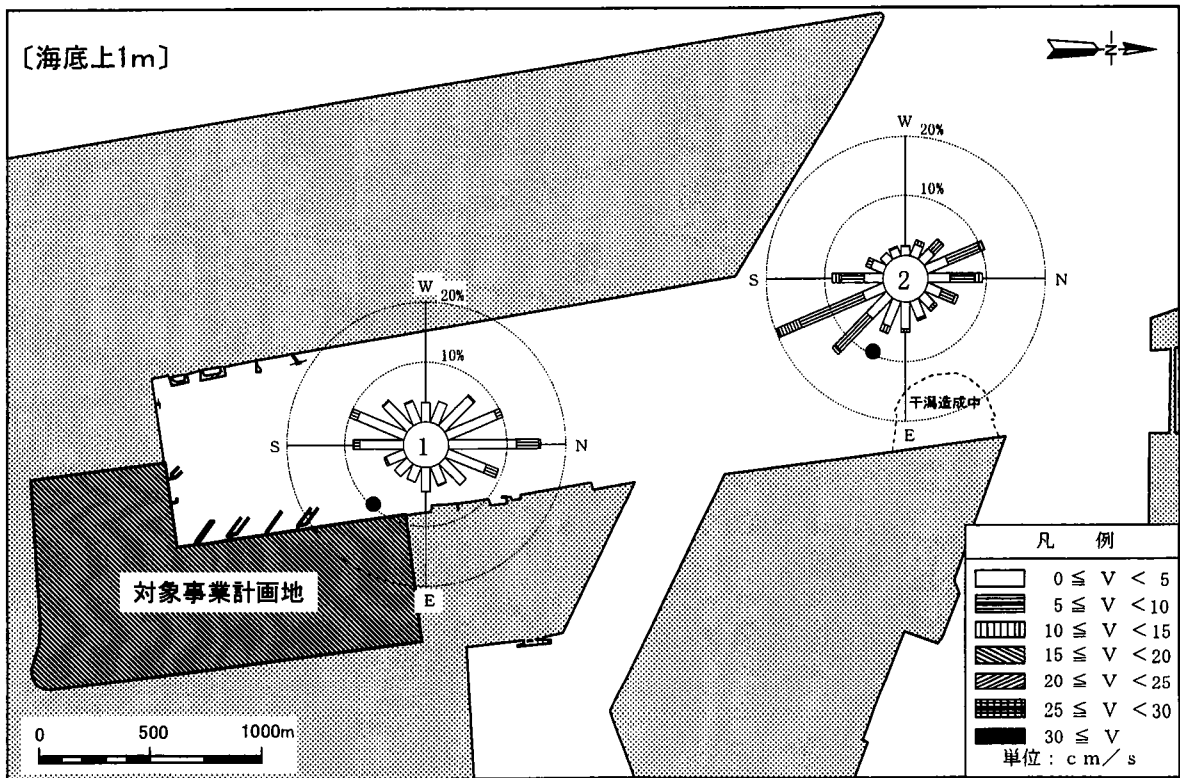 〔海底上1m〕
N
W
20%
10%
S
2
N
E
干潟造成中
W
20%
10%
S
1
N
E
対象事業計画地
0 500 1000m
凡 例
0 ≦ V < 5
5 ≦ V < 10
10 ≦ V < 15
15 ≦ V < 20
20 ≦ V < 25
25 ≦ V < 30
30 ≦ V
単位: cm/s